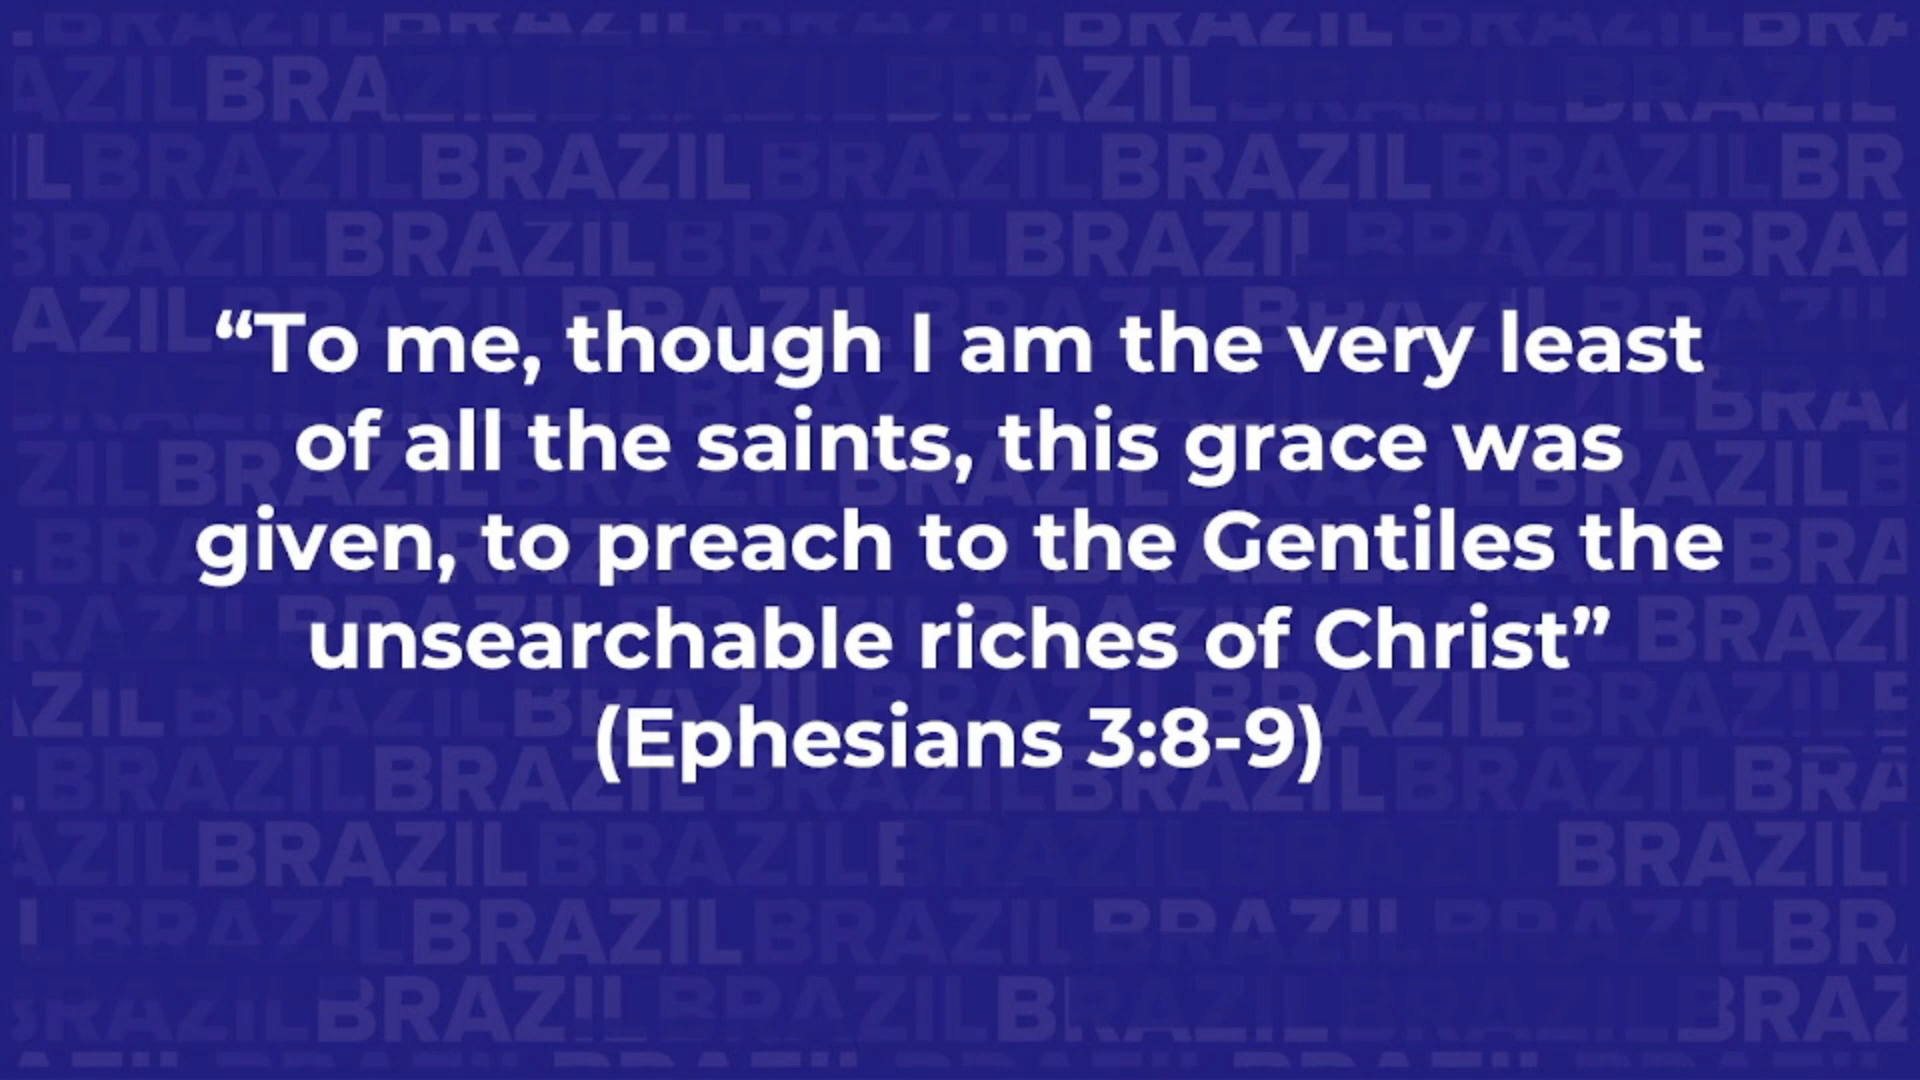 “To me, though I am the very least
of all the saints, this grace was
given, to preach to the Gentiles the
unsearchable riches of Christ”
(Ephesians 3:8-9)